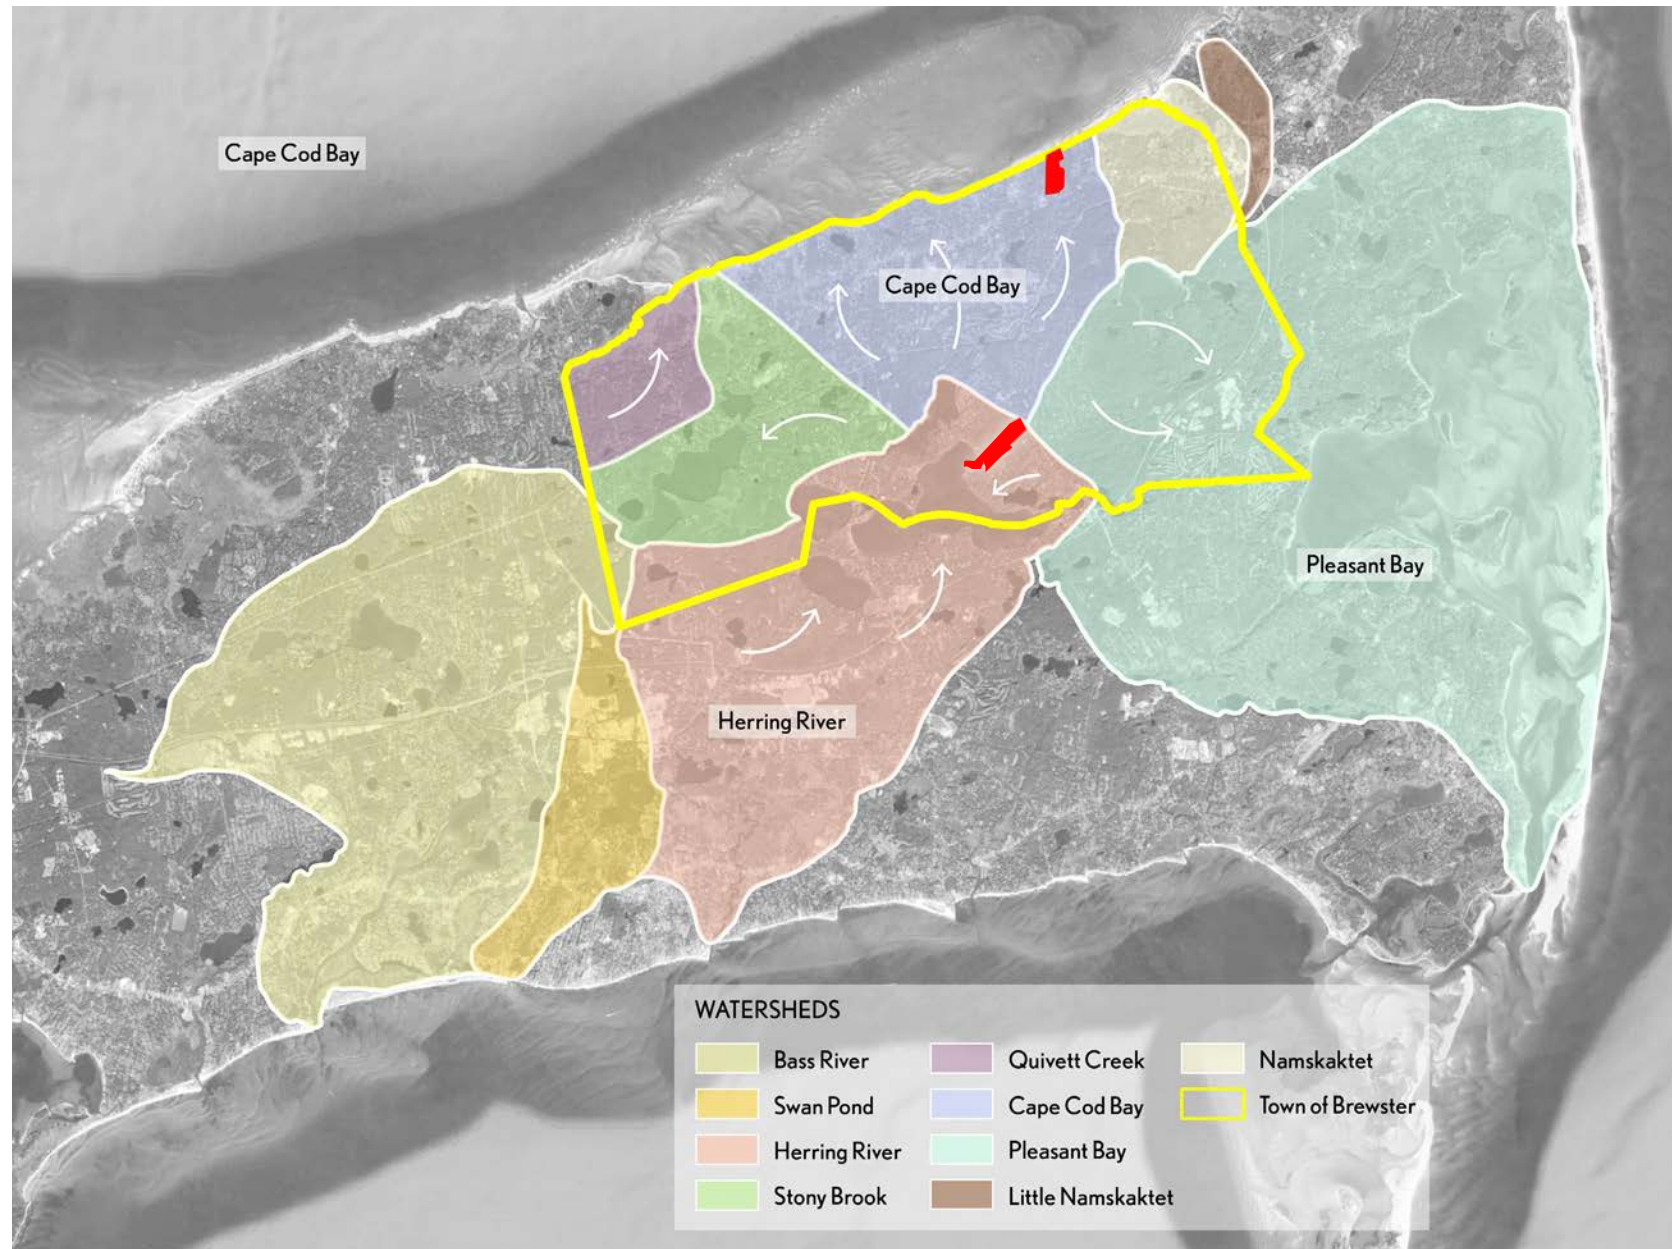 Cape Cod Bay
Cape Cod Bay
Pleasant Bay
Herring River
WATERSHEDS
Bass River
Quivett Creek
Namskaktet
Swan Pond
Cape Cod Bay
Town of Brewster
Herring River
Pleasant Bay
Stony Brook
Little Namskaktet